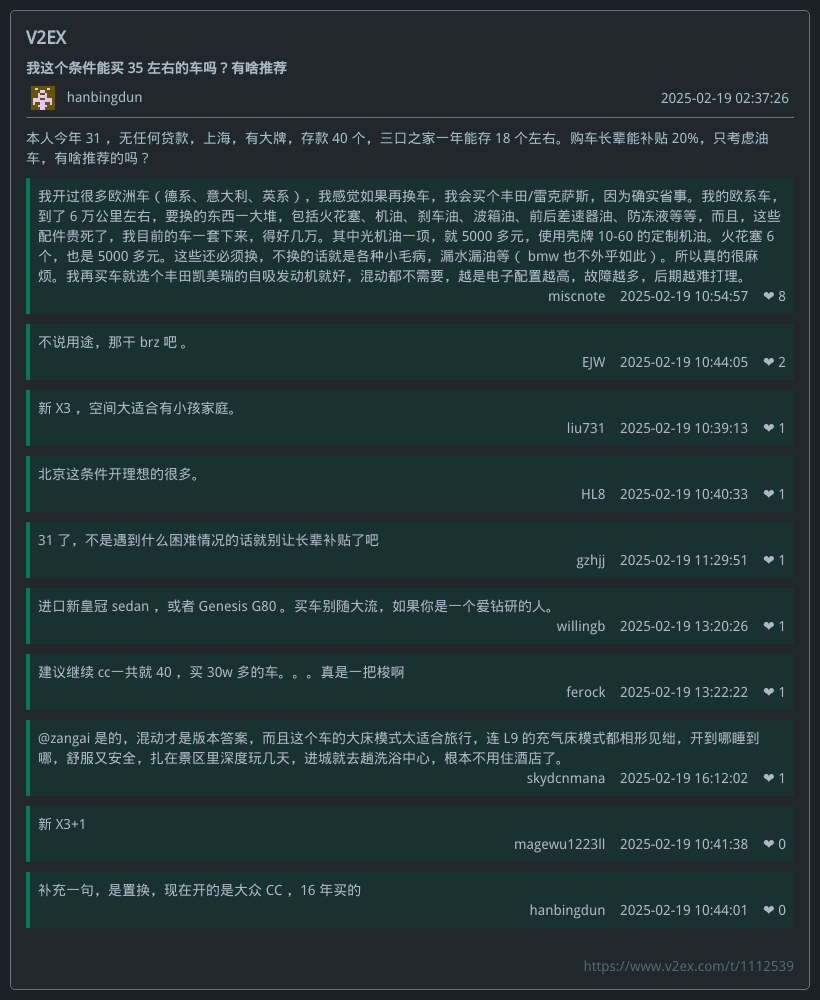 V2EX
我这个条件能买 35 左右的车吗？有啥推荐
hanbingdun
2025-02-19 02:37:26
本人今年 31 ，无任何贷款，上海，有大牌，存款 40 个，三口之家一年能存 18 个左右。购车长辈能补贴 20%，只考虑油
车，有啥推荐的吗？
我开过很多欧洲车（德系、意大利、英系），我感觉如果再换车，我会买个丰田/雷克萨斯，因为确实省事。我的欧系车，
到了 6 万公里左右，要换的东西一大堆，包括火花塞、机油、刹车油、波箱油、前后差速器油、防冻液等等，而且，这些
配件贵死了，我目前的车一套下来，得好几万。其中光机油一项，就 5000 多元，使用壳牌 10-60 的定制机油。火花塞 6
个，也是 5000 多元。这些还必须换，不换的话就是各种小毛病，漏水漏油等（ bmw 也不外乎如此）。所以真的很麻
烦。我再买车就选个丰田凯美瑞的自吸发动机就好，混动都不需要，越是电子配置越高，故障越多，后期越难打理。
miscnote 2025-02-19 10:54:57 ❤ 8
不说用途，那干 brz 吧 。
EJW 2025-02-19 10:44:05 ❤ 2
新 X3 ，空间大适合有小孩家庭。
liu731 2025-02-19 10:39:13 ❤ 1
北京这条件开理想的很多。
HL8 2025-02-19 10:40:33 ❤ 1
31 了，不是遇到什么困难情况的话就别让长辈补贴了吧
gzhjj 2025-02-19 11:29:51 ❤ 1
进口新皇冠 sedan ，或者 Genesis G80 。买车别随大流，如果你是一个爱钻研的人。
willingb 2025-02-19 13:20:26 ❤ 1
建议继续 cc一共就 40 ，买 30w 多的车。。。真是一把梭啊
ferock 2025-02-19 13:22:22 ❤ 1
@zangai 是的，混动才是版本答案，而且这个车的大床模式太适合旅行，连 L9 的充气床模式都相形见绌，开到哪睡到
哪，舒服又安全，扎在景区里深度玩几天，进城就去趟洗浴中心，根本不用住酒店了。
skydcnmana 2025-02-19 16:12:02 ❤ 1
新 X3+1
magewu1223ll 2025-02-19 10:41:38 ❤ 0
补充一句，是置换，现在开的是大众 CC ，16 年买的
hanbingdun 2025-02-19 10:44:01 ❤ 0
https://www.v2ex.com/t/1112539